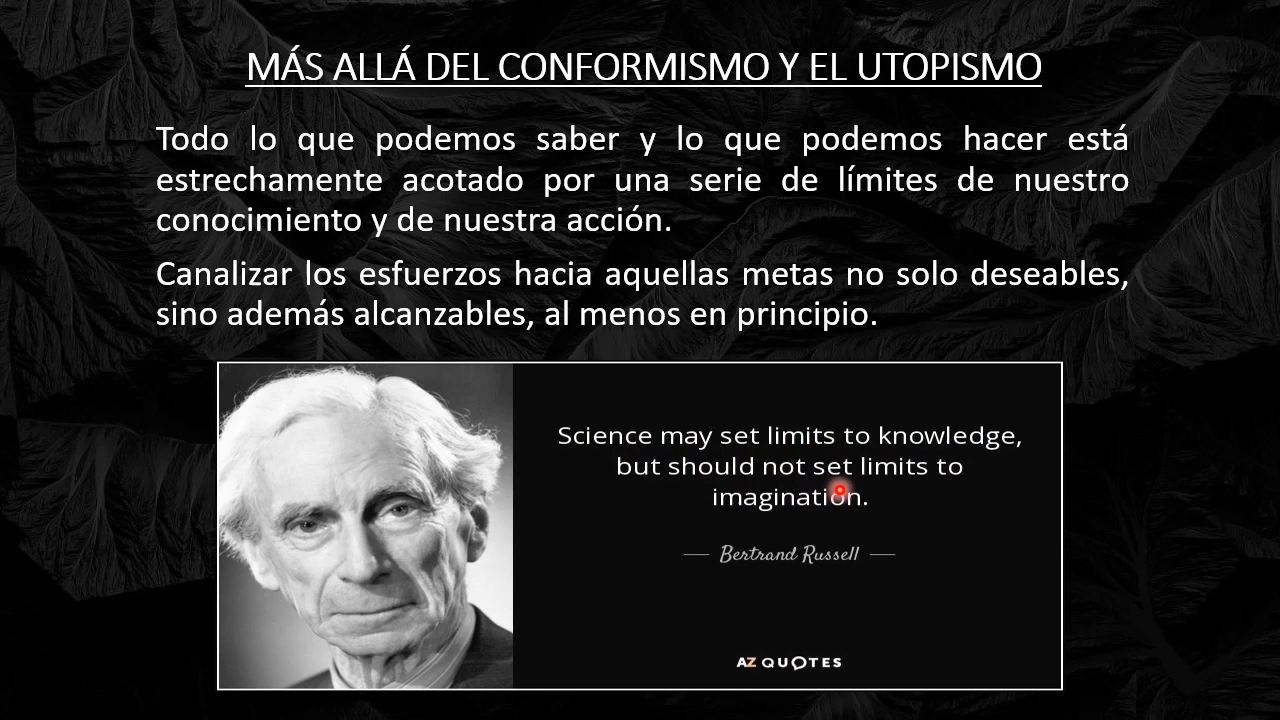 MÁS ALLÁ DEL CONFORMISMO Y EL UTOPISMO
Todo lo que podemos saber y lo que podemos hacer está
estrechamente acotado por una serie de límites de nuestro
conocimiento y de nuestra acción.
Canalizar los esfuerzos hacia aquellas metas no solo deseables,
sino además alcanzables, al menos en principio.
Science may set limits to knowledge,
but should not set limits to
imagination.
Bertrand Russell
AZ QUOTES